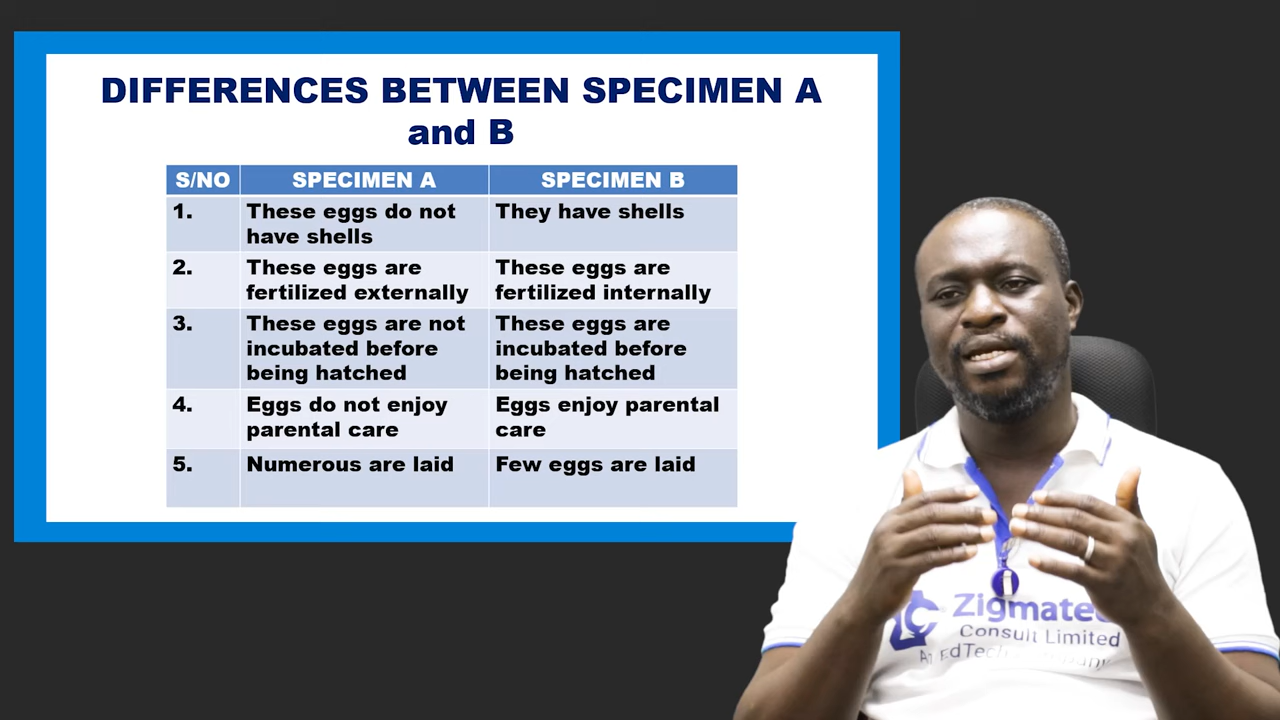 DIFFERENCES BETWEEN SPECIMEN A
and B
S/NO SPECIMEN A SPECIMEN B
1. These eggs do not They have shells
have shells
2. These eggs are These eggs are
fertilized externally fertilized internally
3. These eggs are not These eggs are
incubated before incubated before
being hatched being hatched
4. Eggs do not enjoy Eggs enjoy parental
parental care care
5. Numerous are laid Few eggs are laid
Zigmatec
Consult Limited